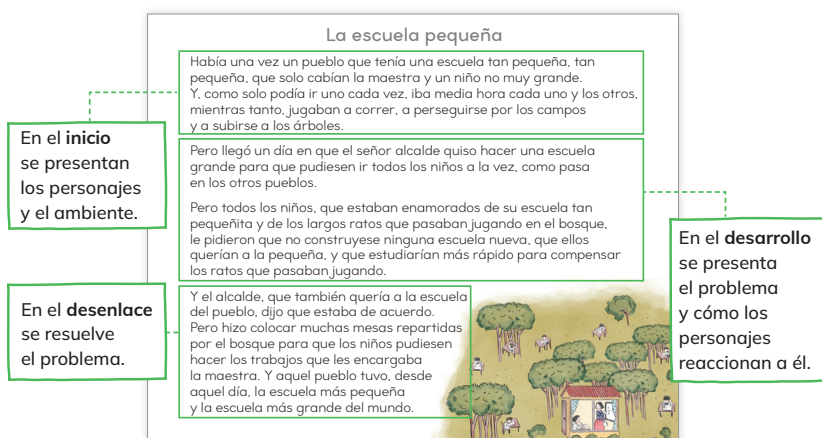 La escuela pequeña
Había una vez un pueblo que tenía una escuela tan pequeña, tan
pequeña, que solo cabían la maestra y un niño no muy grande.
Y, como solo podía ir uno cada vez, iba media hora cada uno y los otros,
mientras tanto, jugaban a correr, a perseguirse por los campos
y a subirse a los árboles.
En el inicio
se presentan
los personajes
y el ambiente.
Pero llegó un día en que el señor alcalde quiso hacer una escuela
grande para que pudiesen ir todos los niños a la vez, como pasa
en los otros pueblos.
Pero todos los niños, que estaban enamorados de su escuela tan
pequeñita y de los largos ratos que pasaban jugando en el bosque,
le pidieron que no construyese ninguna escuela nueva, que ellos
querían a la pequeña, y que estudiarían más rápido para compensar
los ratos que pasaban jugando.
En el desarrollo
se presenta
el problema
y cómo los
personajes
reaccionan a él.
Y el alcalde, que también quería a la escuela
del pueblo, dijo que estaba de acuerdo.
Pero hizo colocar muchas mesas repartidas
por el bosque para que los niños pudiesen
hacer los trabajos que les encargaba
la maestra. Y aquel pueblo tuvo, desde
aquel día, la escuela más pequeña
y la escuela más grande del mundo.
En el desenlace
se resuelve
el problema.